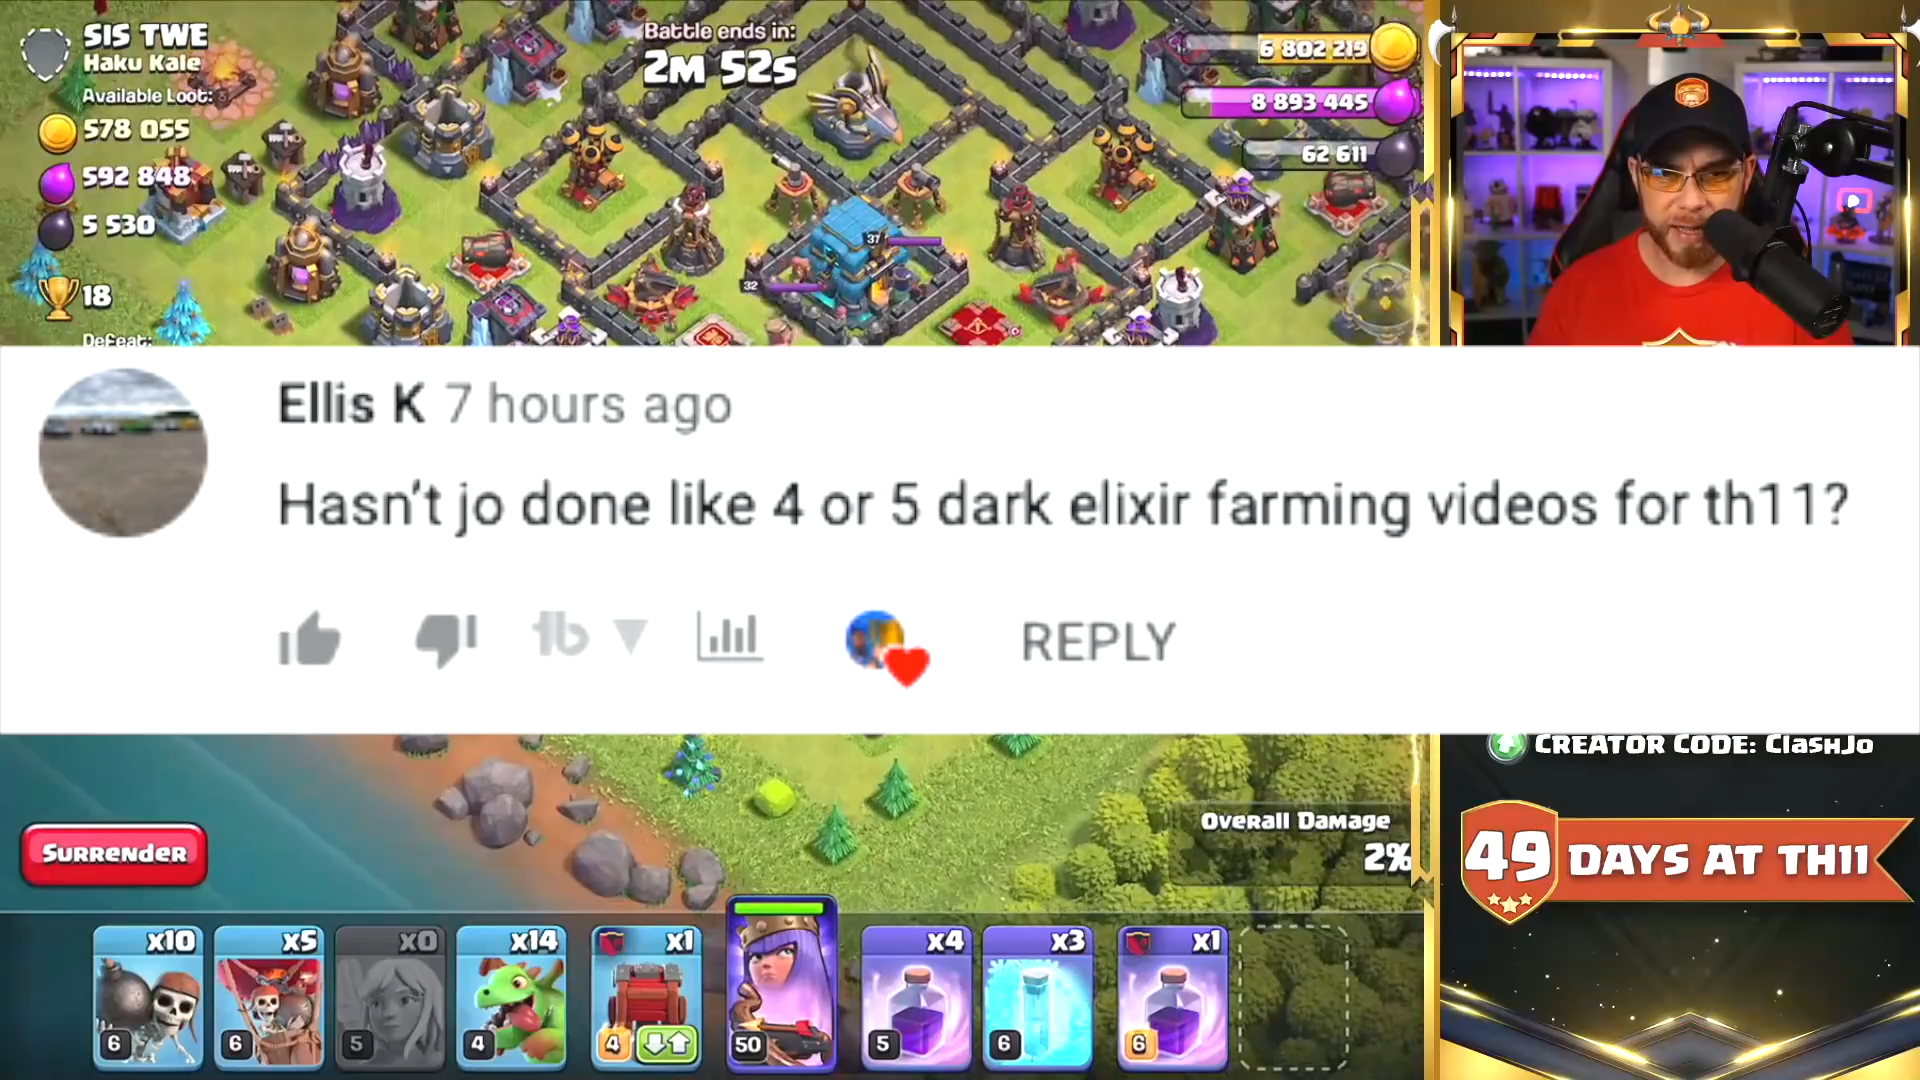 SIS TWE
Haku Kale
Available Loot:
578 055
592 848
5 530
18
Defeat:
Battle ends in:
2M 52S
6 802 219
8 893 445
62 611
37
32
Ellis K 7 hours ago
Hasn't jo done like 4 or 5 dark elixir farming videos for th11?
REPLY
CREATOR CODE: ClashJo
49 DAYS AT TH11
Overall Damage
2%
Surrender
x10
x5
x0
x14
x1
x4
x3
x1
6
6
5
4
4
50
5
6
6